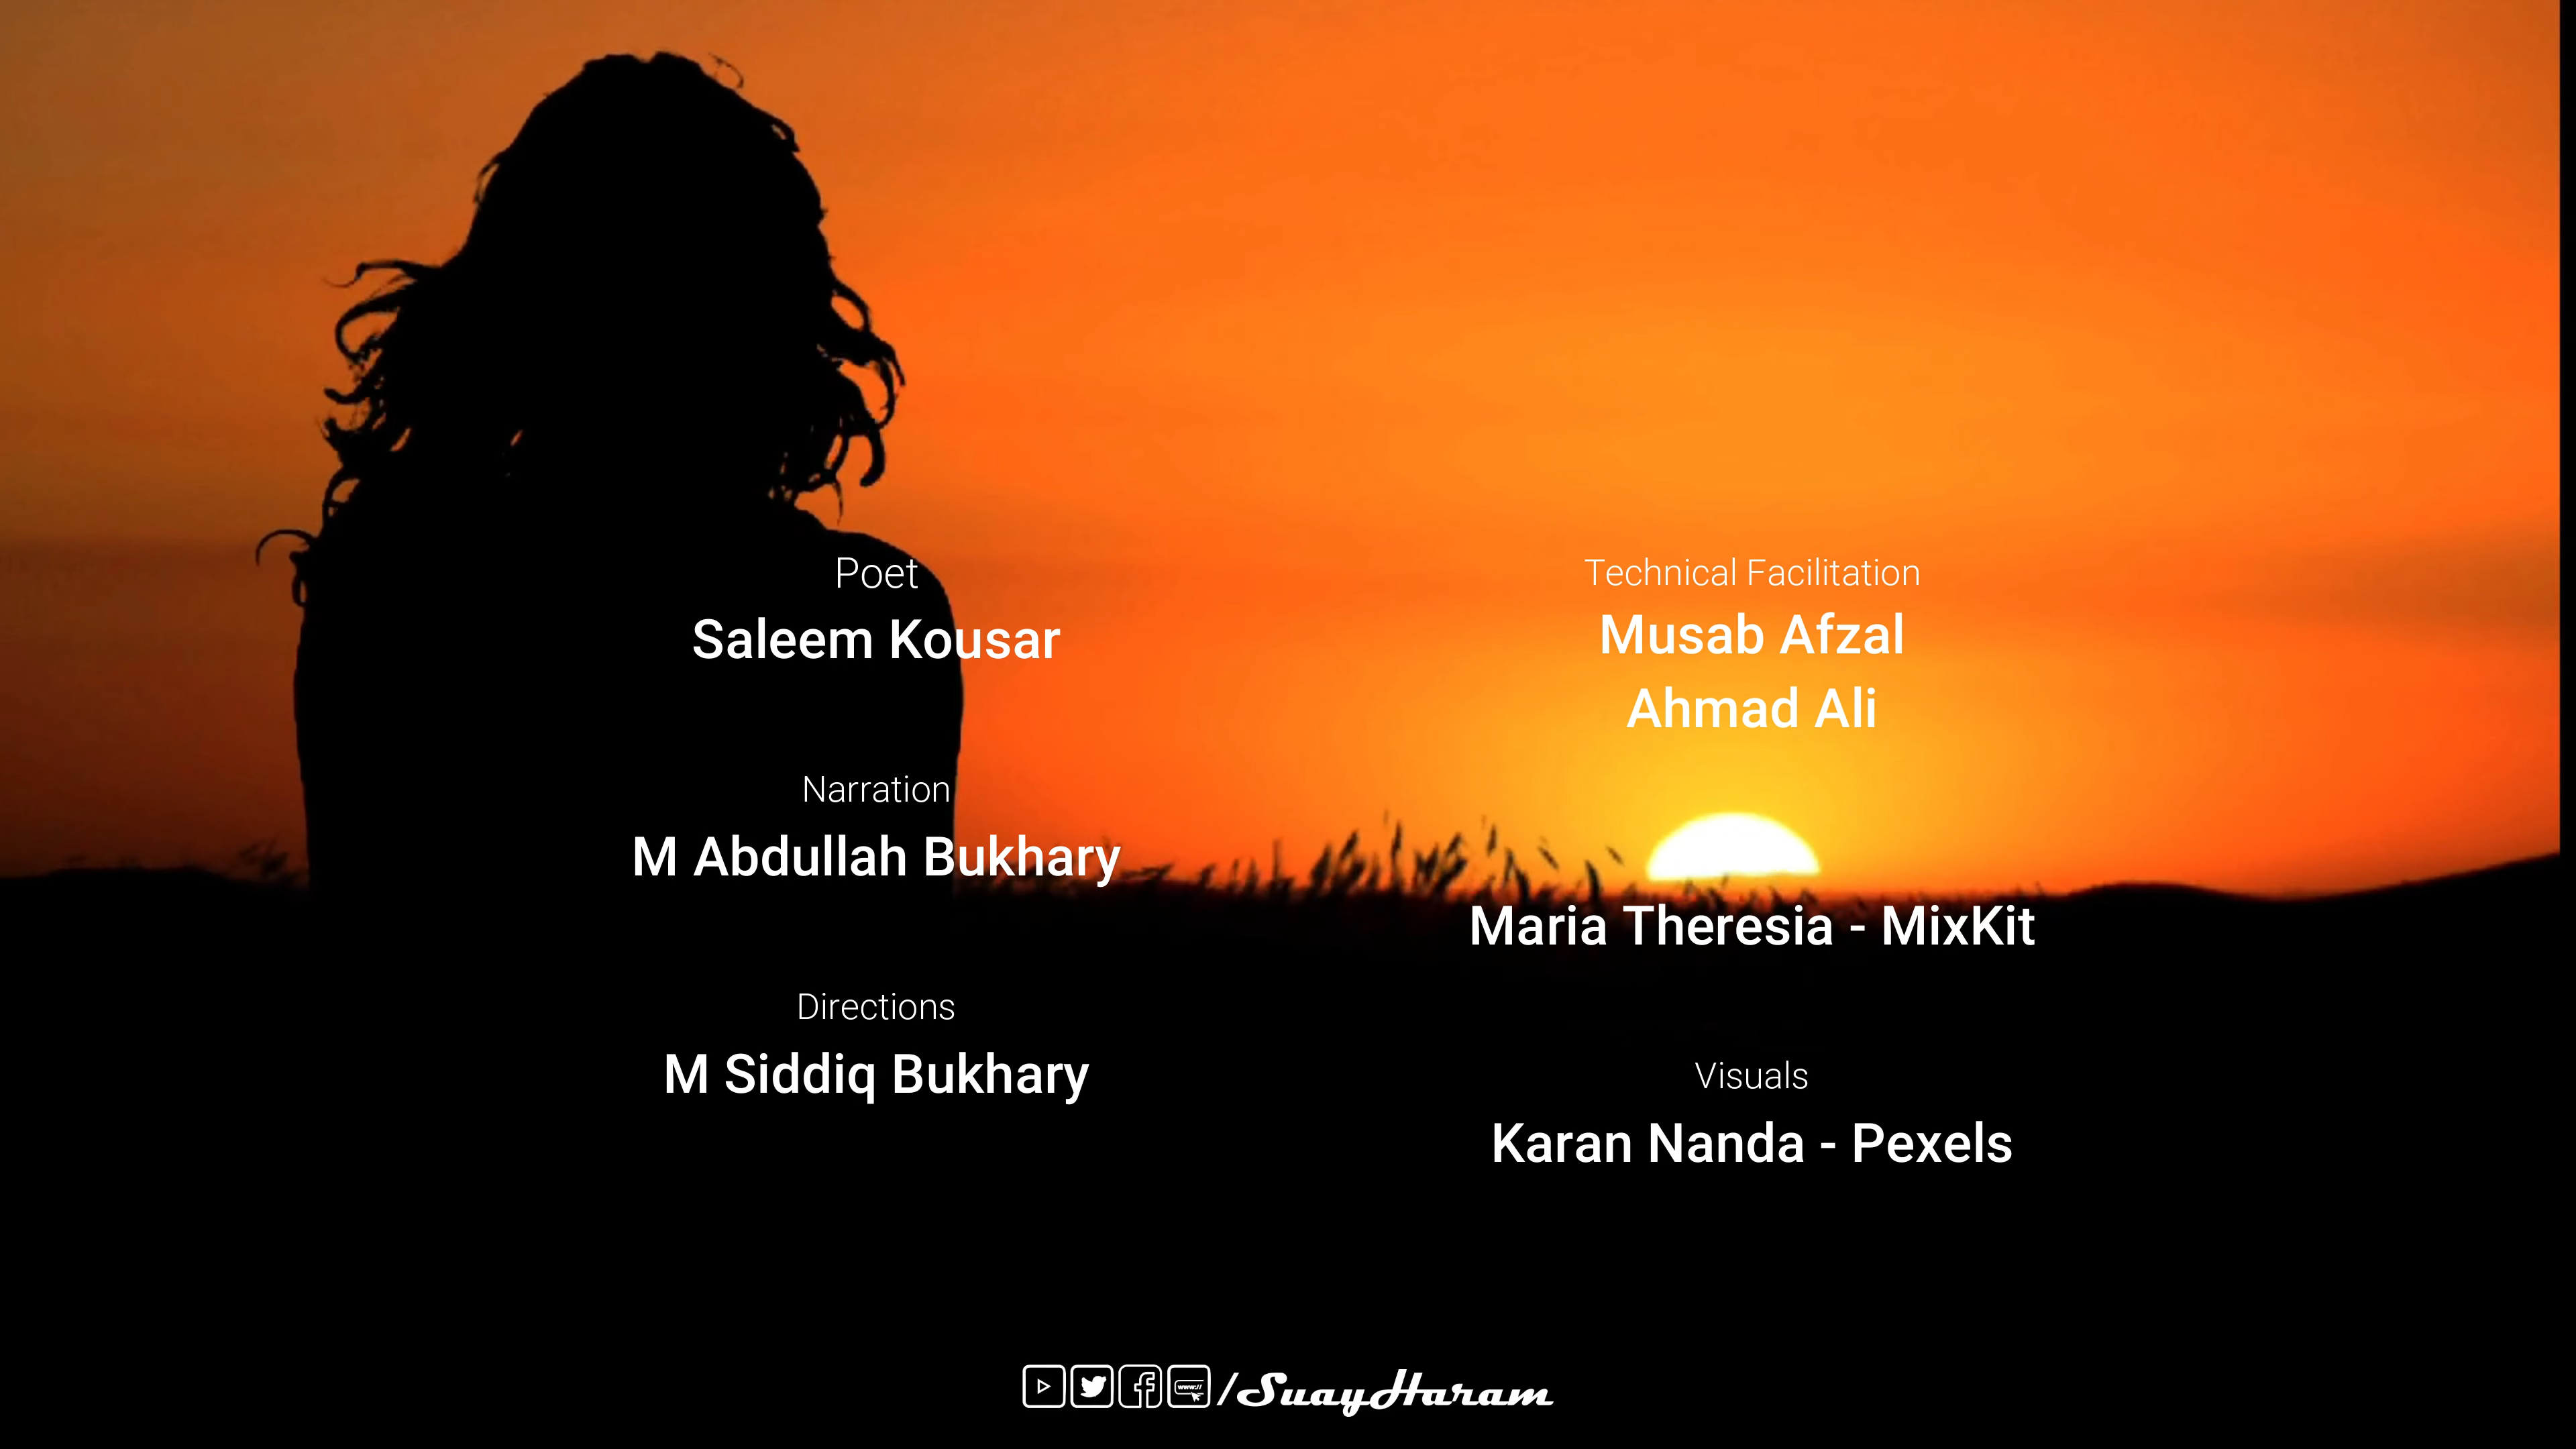 Poet
Saleem Kousar
Narration
M Abdullah Bukhary
Directions
M Siddiq Bukhary
Technical Facilitation
Musab Afzal
Ahmad Ali
Maria Theresia - MixKit
Visuals
Karan Nanda - Pexels
www://
/SuayHaram